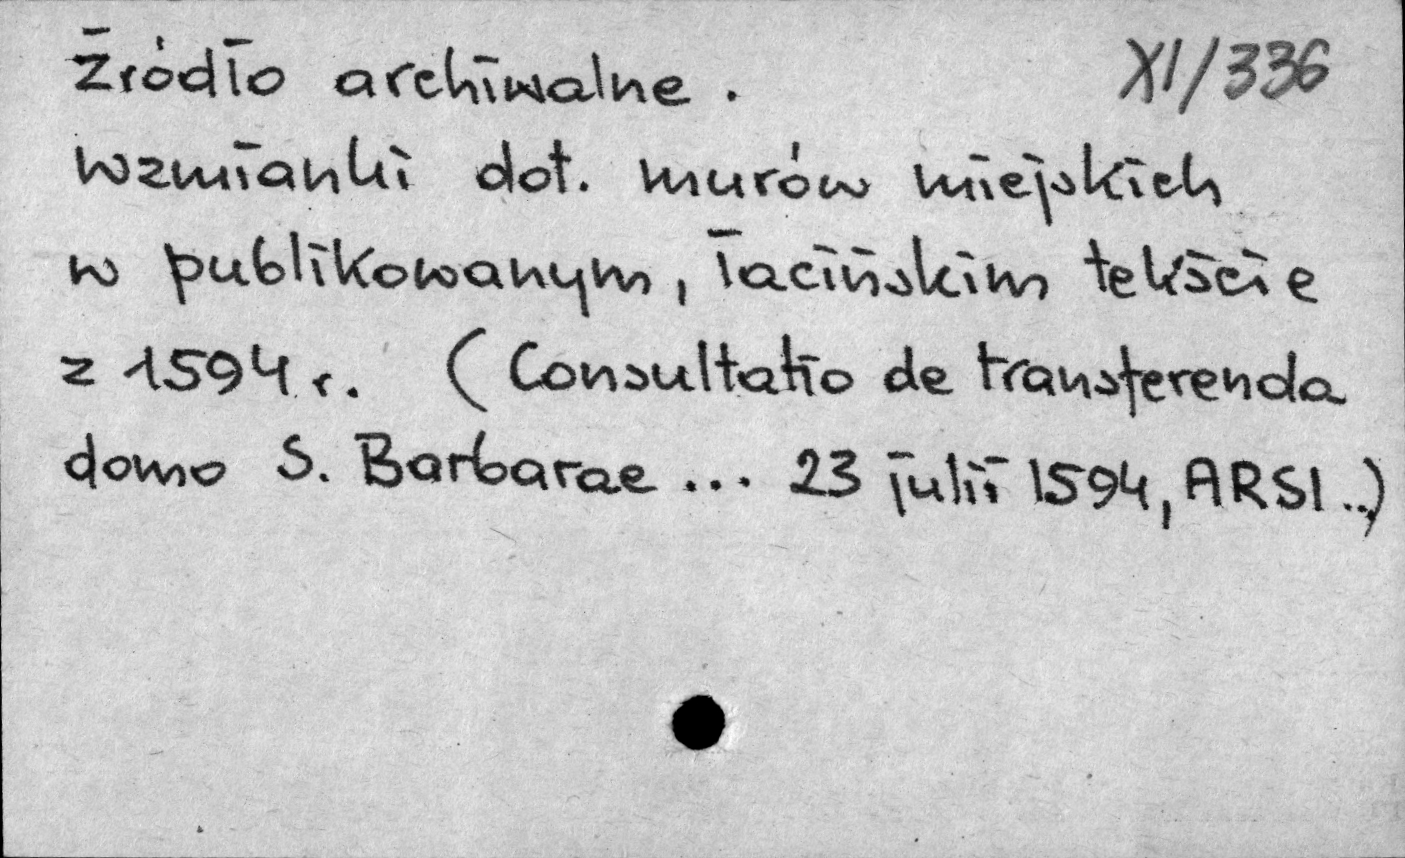 Źródło archiwalne. XI/336
Wzmianki dot. murów miejskich
w publikowanym, łacińskim tekście
z 1594 r. (Consultatio de transferenda
domo S. Barbarae ... 23 julii 1594, ARSI ..)